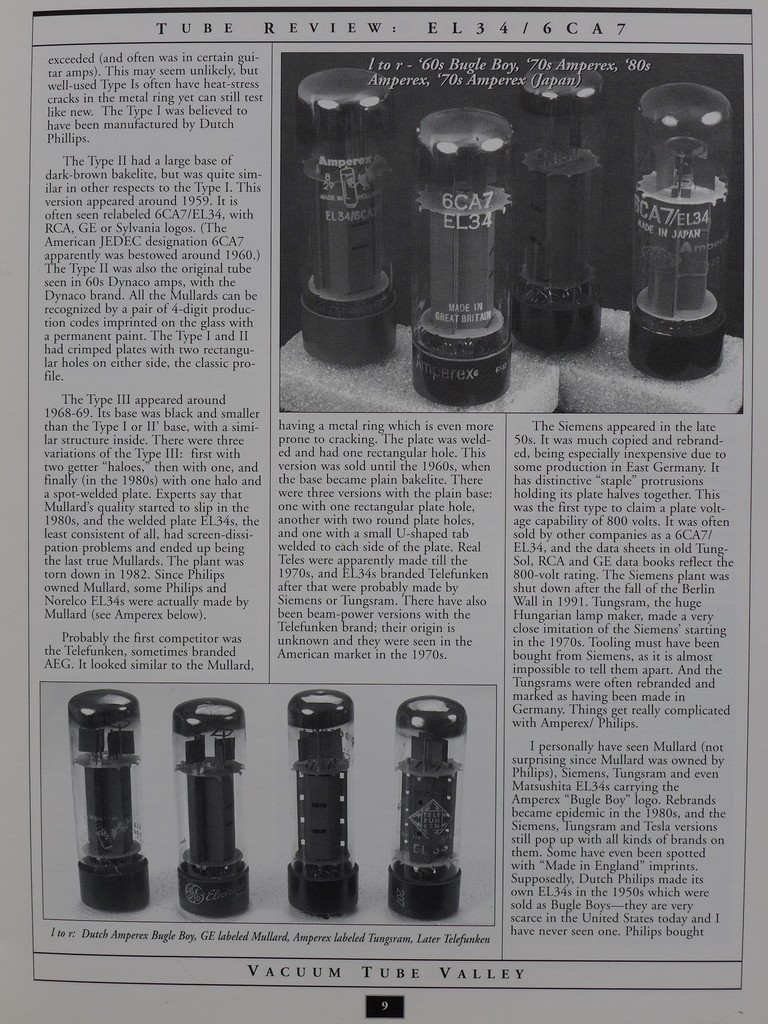 TUBE REVIEW: EL34/6CA7
exceeded (and often was in certain gui-
tar amps). This may seem unlikely, but
well-used Type Is often have heat-stress
cracks in the metal ring yet can still test
like new. The Type I was believed to
have been manufactured by Dutch
Phillips.
The Type II had a large base of
dark-brown bakelite, but was quite sim-
ilar in other respects to the Type I. This
version appeared around 1959. It is
often seen relabeled 6CA7/EL34, with
RCA, GE or Sylvania logos. (The
American JEDEC designation 6CA7
apparently was bestowed around 1960.)
The Type II was also the original tube
seen in 60s Dynaco amps, with the
Dynaco brand. All the Mullards can be
recognized by a pair of 4-digit produc-
tion codes imprinted on the glass with
a permanent paint. The Type I and II
had crimped plates with two rectangu-
lar holes on either side, the classic pro-
file.
The Type III appeared around
1968-69. Its base was black and smaller
than the Type I or II' base, with a simi-
lar structure inside. There were three
variations of the Type III: first with
two getter "haloes," then with one, and
finally (in the 1980s) with one halo and
a spot-welded plate. Experts say that
Mullard's quality started to slip in the
1980s, and the welded plate EL34s, the
least consistent of all, had screen-dissi-
pation problems and ended up being
the last true Mullards. The plant was
torn down in 1982. Since Philips
owned Mullard, some Philips and
Norelco EL34s were actually made by
Mullard (see Amperex below).
Probably the first competitor was
the Telefunken, sometimes branded
AEG. It looked similar to the Mullard,
l to r - '60s Bugle Boy, '70s Amperex, '80s
Amperex, '70s Amperex (Japan)
Amperex
EL34/6CA7
6CA7
EL34
MADE IN
GREAT BRITAIN
Amperex
6CA7/EL34
MADE IN JAPAN
having a metal ring which is even more
prone to cracking. The plate was weld-
ed and had one rectangular hole. This
version was sold until the 1960s, when
the base became plain bakelite. There
were three versions with the plain base:
one with one rectangular plate hole,
another with two round plate holes,
and one with a small U-shaped tab
welded to each side of the plate. Real
Teles were apparently made till the
1970s, and EL34s branded Telefunken
after that were probably made by
Siemens or Tungsram. There have also
been beam-power versions with the
Telefunken brand; their origin is
unknown and they were seen in the
American market in the 1970s.
The Siemens appeared in the late
50s. It was much copied and rebrand-
ed, being especially inexpensive due to
some production in East Germany. It
has distinctive "staple" protrusions
holding its plate halves together. This
was the first type to claim a plate volt-
age capability of 800 volts. It was often
sold by other companies as a 6CA7/
EL34, and the data sheets in old Tung-
Sol, RCA and GE data books reflect the
800-volt rating. The Siemens plant was
shut down after the fall of the Berlin
Wall in 1991. Tungsram, the huge
Hungarian lamp maker, made a very
close imitation of the Siemens' starting
in the 1970s. Tooling must have been
bought from Siemens, as it is almost
impossible to tell them apart. And the
Tungsrams were often rebranded and
marked as having been made in
Germany. Things get really complicated
with Amperex/ Philips.
I personally have seen Mullard (not
surprising since Mullard was owned by
Philips), Siemens, Tungsram and even
Matsushita EL34s carrying the
Amperex "Bugle Boy" logo. Rebrands
became epidemic in the 1980s, and the
Siemens, Tungsram and Tesla versions
still pop up with all kinds of brands on
them. Some have even been spotted
with "Made in England" imprints.
Supposedly, Dutch Philips made its
own EL34s in the 1950s which were
sold as Bugle Boys—they are very
scarce in the United States today and I
have never seen one. Philips bought
TELE
FUN
KEN
EL 34
GE
l to r: Dutch Amperex Bugle Boy, GE labeled Mullard, Amperex labeled Tungsram, Later Telefunken
VACUUM TUBE VALLEY
9